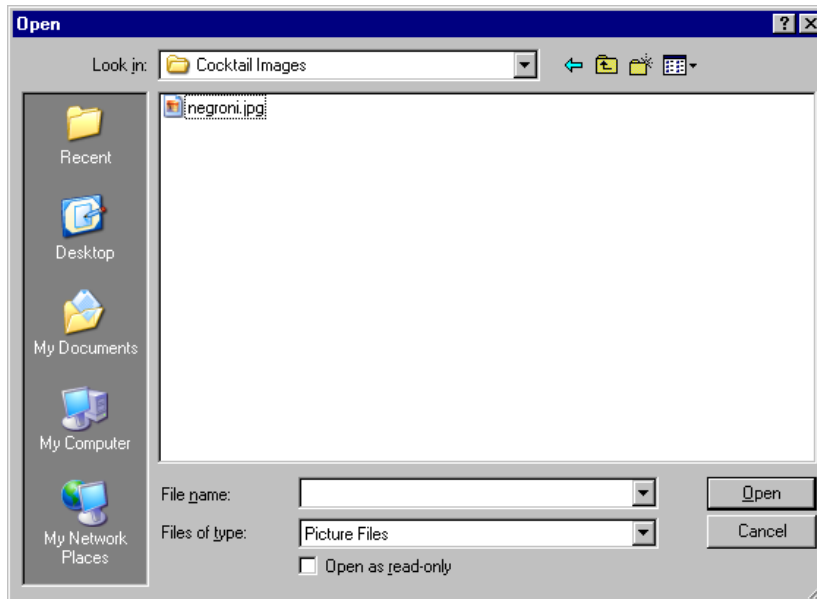 Open
Look in:
Cocktail Images
negroni.jpg
Recent
Desktop
My Documents
My Computer
My Network
Places
File name:
Open
Files of type:
Picture Files
Cancel
Open as read-only